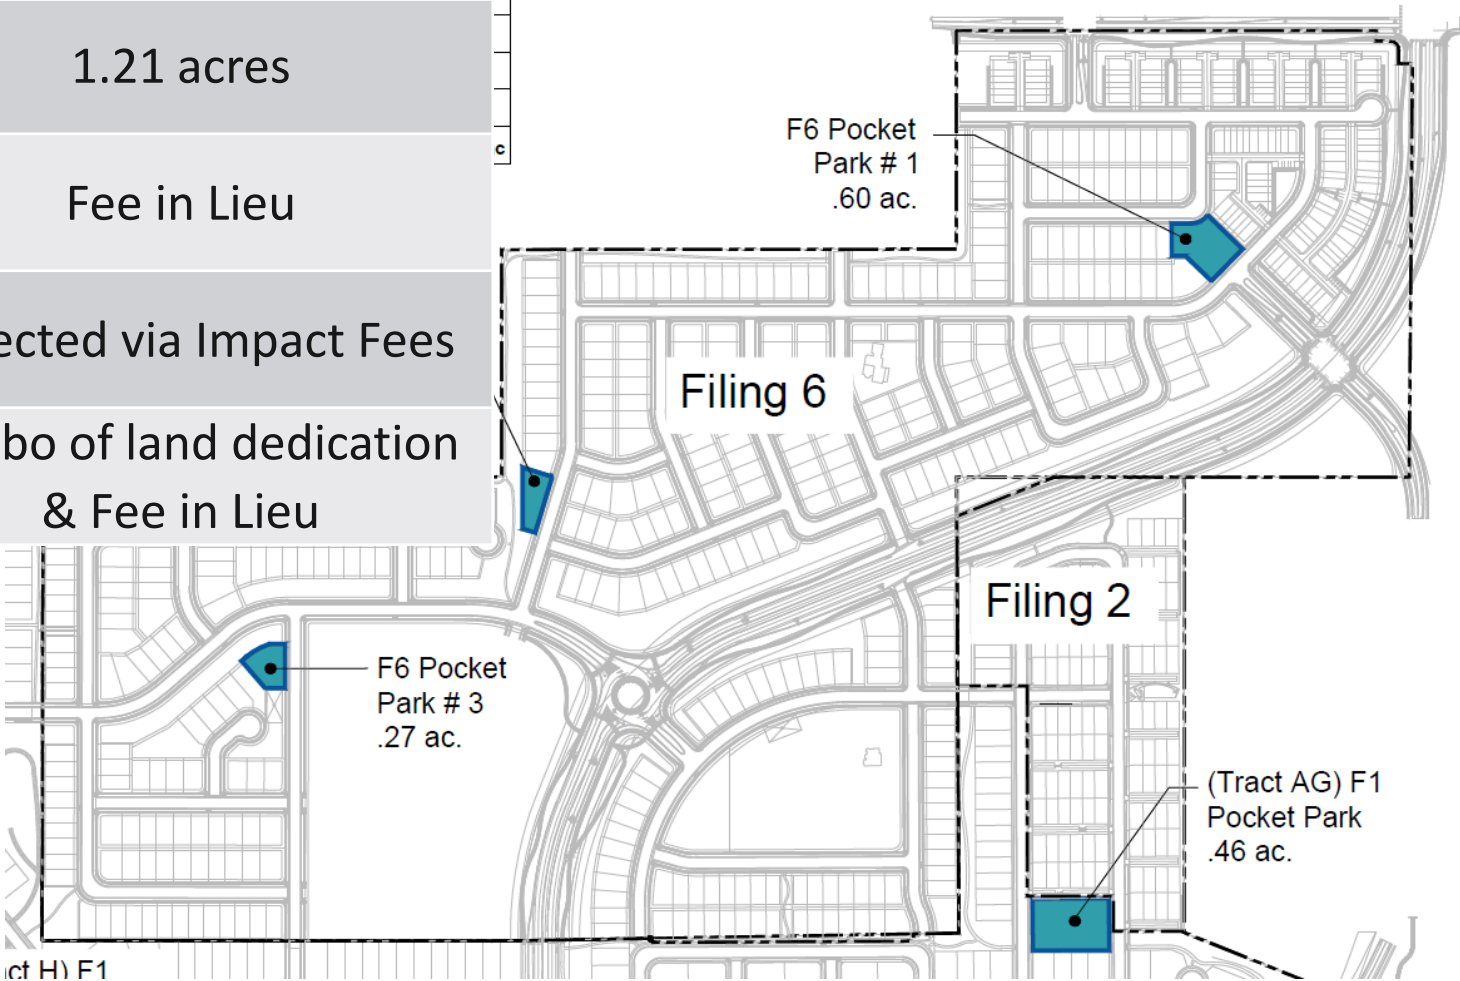 1.21 acres
c
Fee in Lieu
ected via Impact Fees
bo of land dedication
& Fee in Lieu
F6 Pocket
Park # 1
.60 ac.
Filing 6
Filing 2
F6 Pocket
Park # 3
.27 ac.
(Tract AG) F1
Pocket Park
.46 ac.
ct H) F1